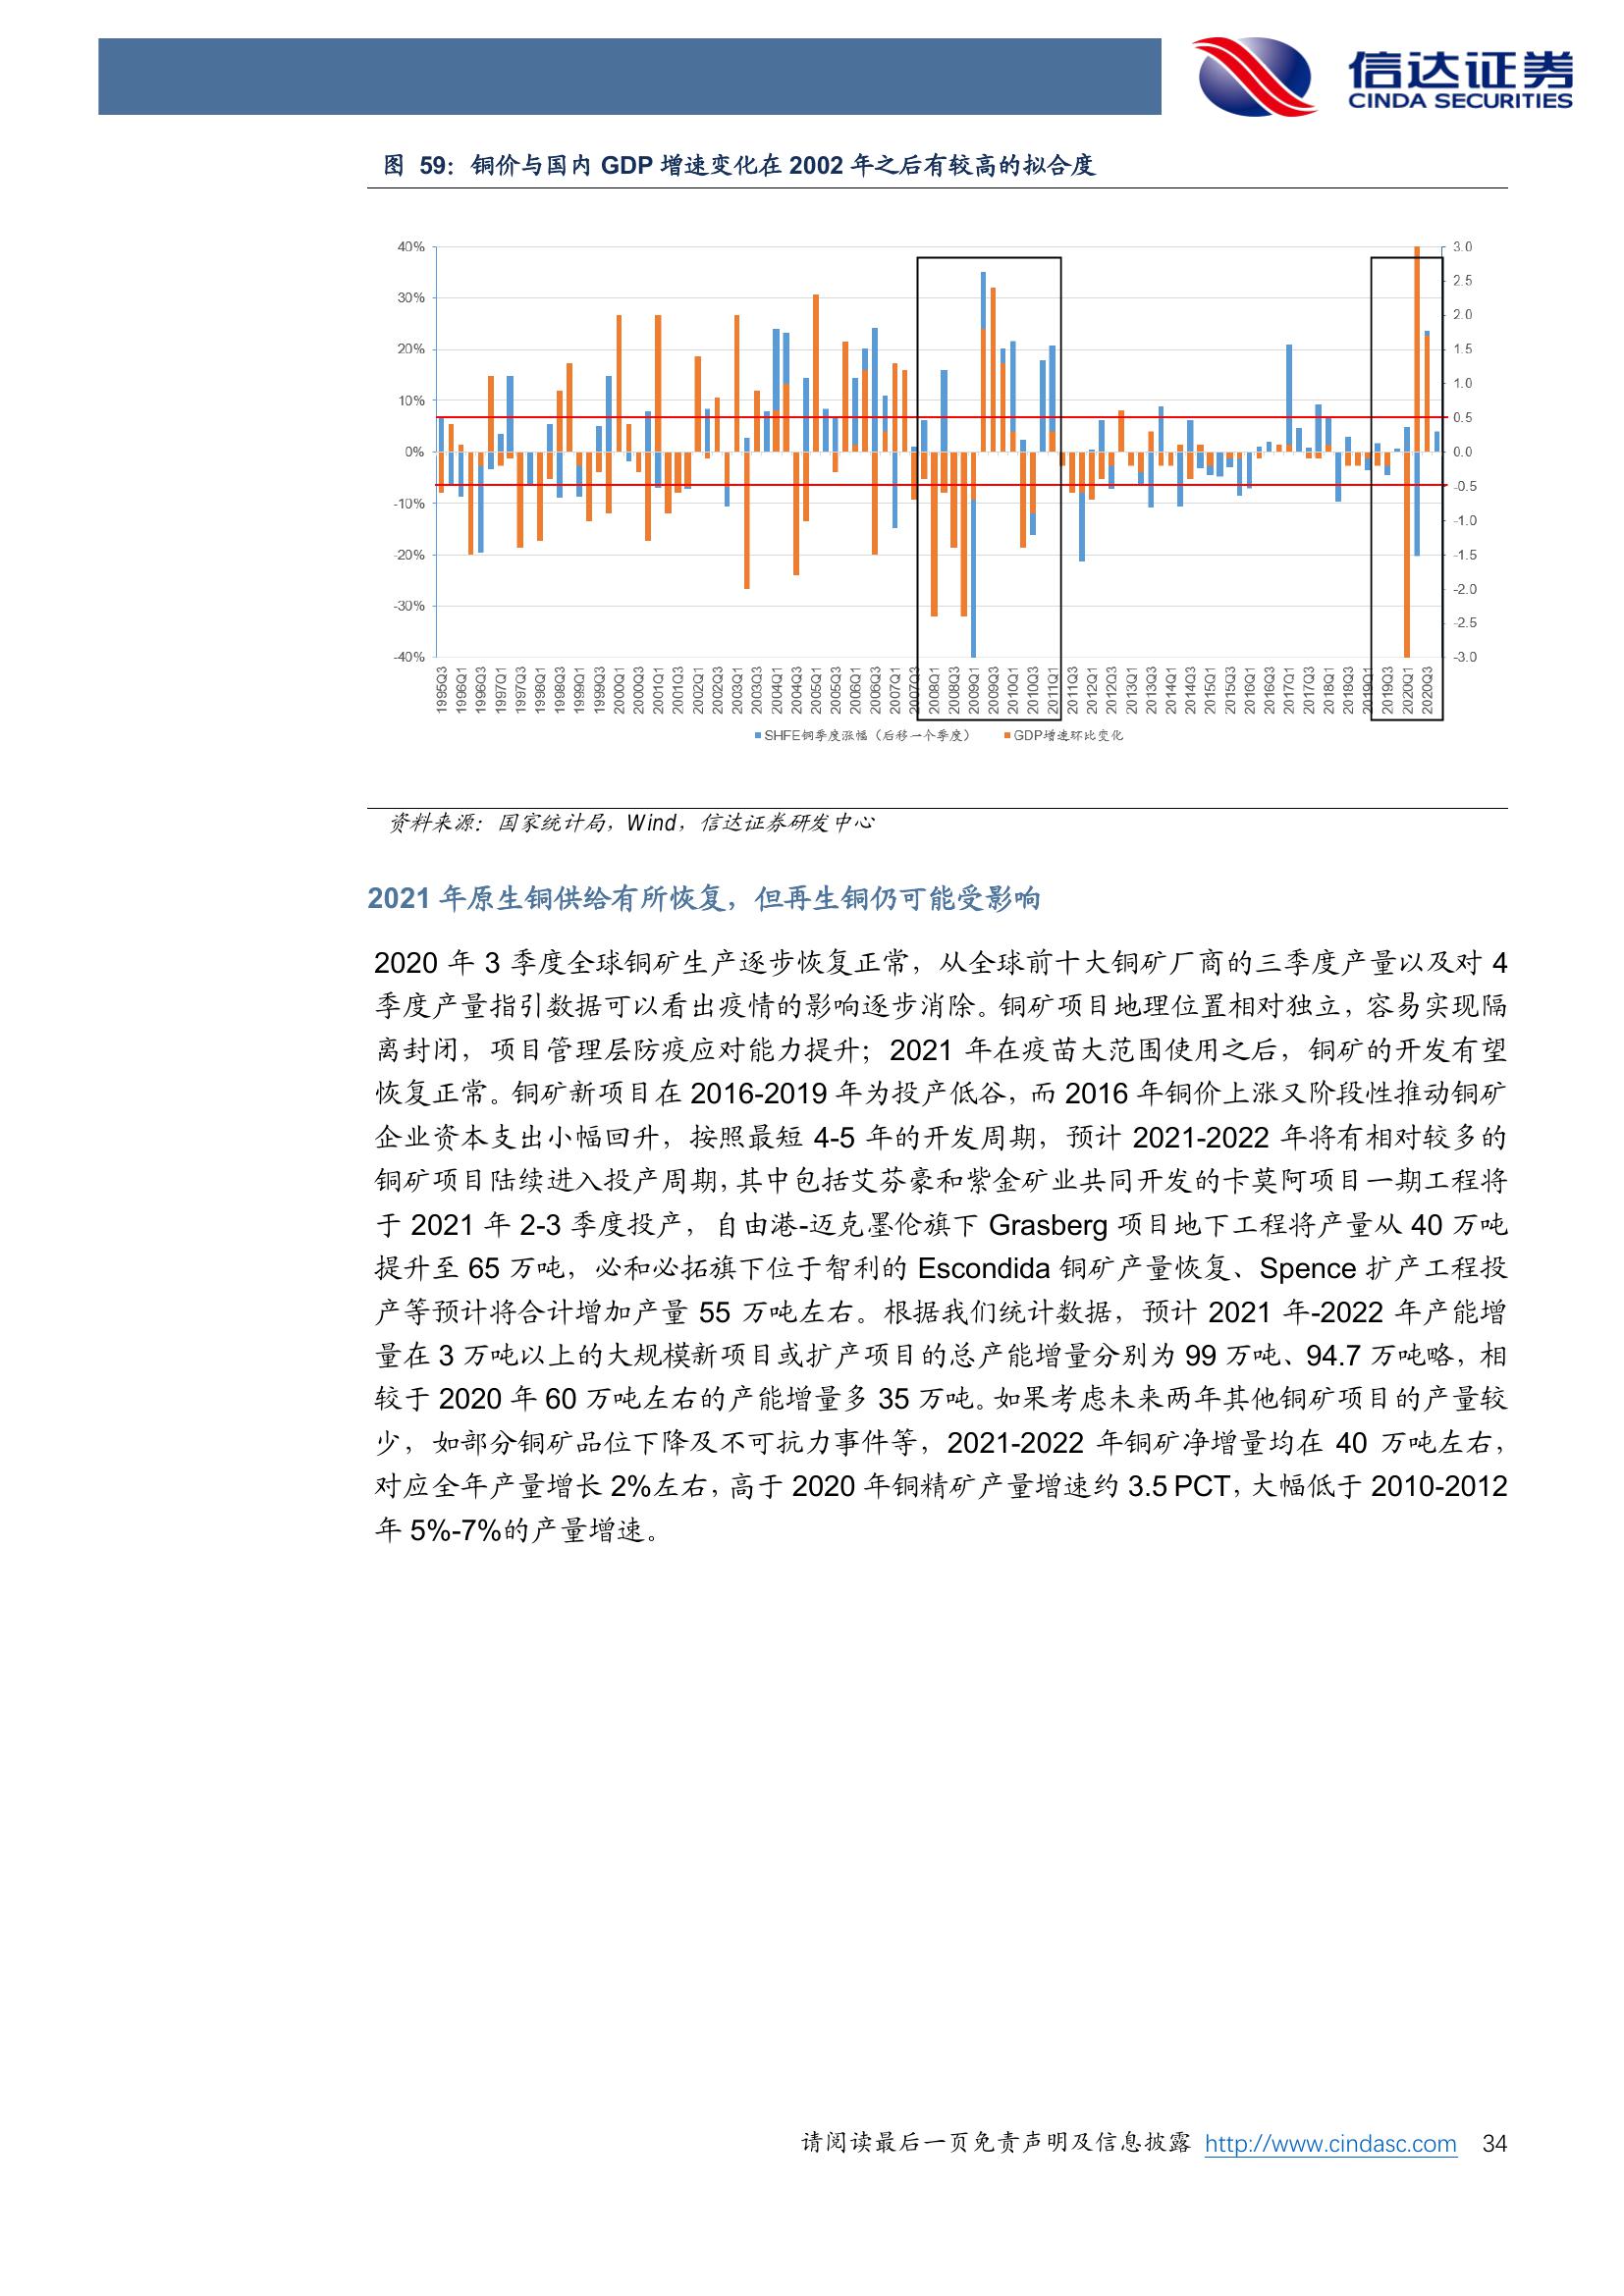 信达证券
CINDA SECURITIES
图 59：铜价与国内 GDP 增速变化在 2002 年之后有较高的拟合度
40%
30%
20%
10%
0%
-10%
-20%
-30%
-40%
3.0
2.5
2.0
1.5
1.0
0.5
0.0
-0.5
-1.0
-1.5
-2.0
-2.5
-3.0
1995Q3
1996Q1
1996Q3
1997Q1
1997Q3
1998Q1
1998Q3
1999Q1
1999Q3
2000Q1
2000Q3
2001Q1
2001Q3
2002Q1
2002Q3
2003Q1
2003Q3
2004Q1
2004Q3
2005Q1
2005Q3
2006Q1
2006Q3
2007Q1
2007Q3
2008Q1
2008Q3
2009Q1
2009Q3
2010Q1
2010Q3
2011Q1
2011Q3
2012Q1
2012Q3
2013Q1
2013Q3
2014Q1
2014Q3
2015Q1
2015Q3
2016Q1
2016Q3
2017Q1
2017Q3
2018Q1
2018Q3
2019Q1
2019Q3
2020Q1
2020Q3
SHFE铜季度涨幅（后移一个季度）
GDP增速环比变化
资料来源：国家统计局，Wind，信达证券研发中心
2021 年原生铜供给有所恢复，但再生铜仍可能受影响
2020 年 3 季度全球铜矿生产逐步恢复正常，从全球前十大铜矿厂商的三季度产量以及对 4
季度产量指引数据可以看出疫情的影响逐步消除。铜矿项目地理位置相对独立，容易实现隔
离封闭，项目管理层防疫应对能力提升；2021 年在疫苗大范围使用之后，铜矿的开发有望
恢复正常。铜矿新项目在 2016-2019 年为投产低谷，而 2016 年铜价上涨又阶段性推动铜矿
企业资本支出小幅回升，按照最短 4-5 年的开发周期，预计 2021-2022 年将有相对较多的
铜矿项目陆续进入投产周期，其中包括艾芬豪和紫金矿业共同开发的卡莫阿项目一期工程将
于 2021 年 2-3 季度投产，自由港-迈克墨伦旗下 Grasberg 项目地下工程将产量从 40 万吨
提升至 65 万吨，必和必拓旗下位于智利的 Escondida 铜矿产量恢复、Spence 扩产工程投
产等预计将合计增加产量 55 万吨左右。根据我们统计数据，预计 2021 年-2022 年产能增
量在 3 万吨以上的大规模新项目或扩产项目的总产能增量分别为 99 万吨、94.7 万吨略，相
较于 2020 年 60 万吨左右的产能增量多 35 万吨。如果考虑未来两年其他铜矿项目的产量较
少，如部分铜矿品位下降及不可抗力事件等，2021-2022 年铜矿净增量均在 40 万吨左右，
对应全年产量增长 2%左右，高于 2020 年铜精矿产量增速约 3.5 PCT，大幅低于 2010-2012
年 5%-7%的产量增速。
请阅读最后一页免责声明及信息披露 http://www.cindasc.com 34